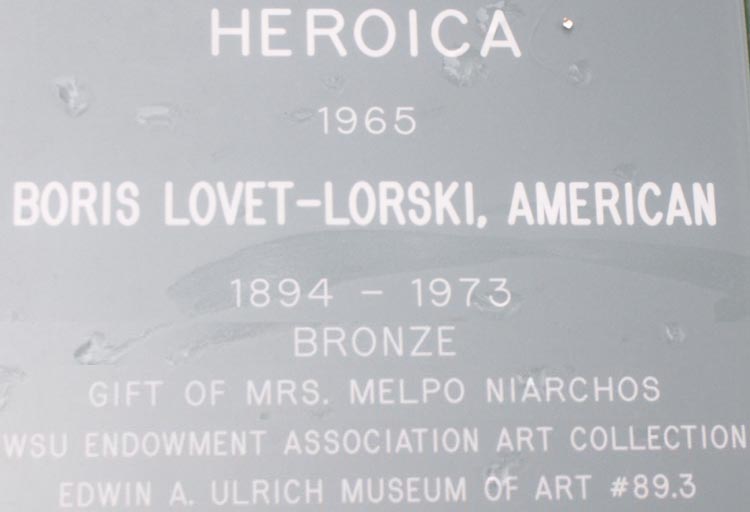 HEROICA
1965
BORIS LOVET-LORSKI, AMERICAN
1894 - 1973
BRONZE
GIFT OF MRS. MELPO NIARCHOS
WSU ENDOWMENT ASSOCIATION ART COLLECTION
EDWIN A. ULRICH MUSEUM OF ART #89.3